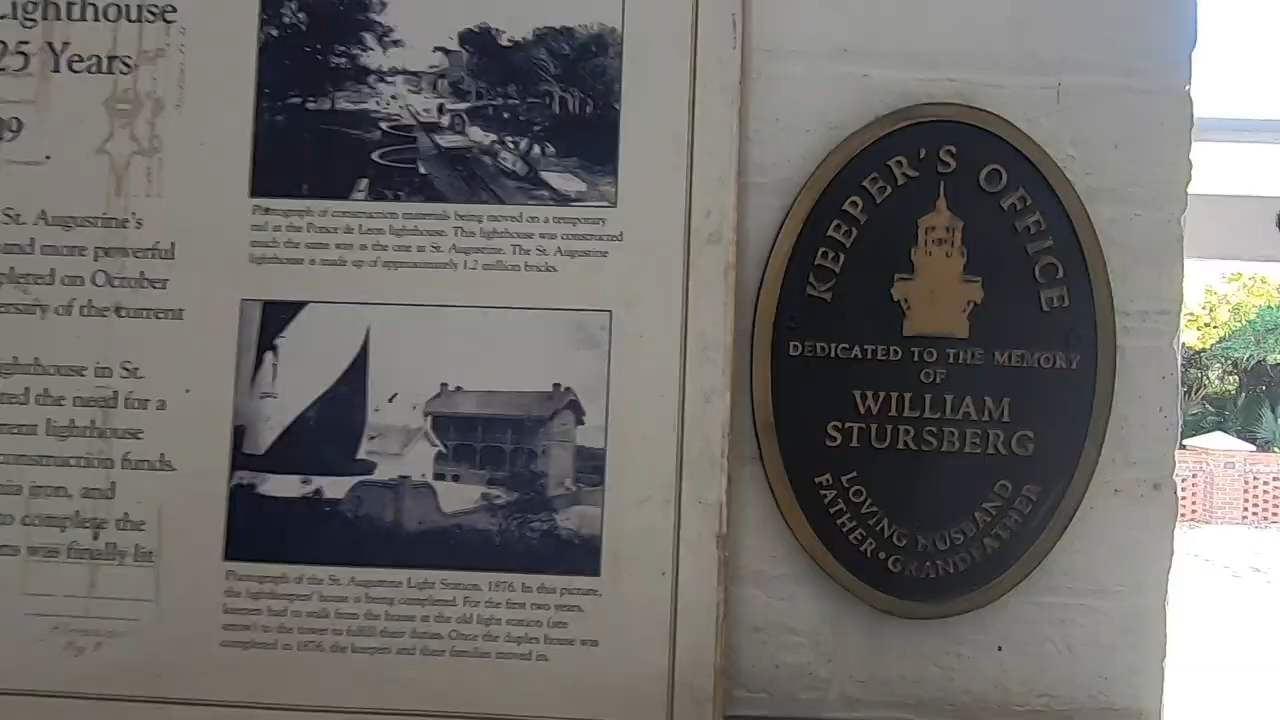 Lighthouse
25 Years
St. Augustine's
and more powerful
pleted on October
ersary of the current
ghthouse in St.
red the need for a
rent lighthouse
construction funds.
iron, and
to complete the
was finally lit
Photograph of construction materials being moved on a temporary
rail at the Ponce de Leon lighthouse. This lighthouse was constructed
much the same way as the one in St. Augustine. The St. Augustine
lighthouse is made up of approximately 1.2 million bricks.
Photograph of the St. Augustine Light Station, 1876. In this picture,
the lightkeepers' house is being completed. For the first two years,
keepers had to walk from the house at the old light station (see
arrow) to the tower to fulfill their duties. Once the duplex house was
completed in 1876, the keepers and their families moved in.
KEEPER'S OFFICE
DEDICATED TO THE MEMORY
OF
WILLIAM
STURSBERG
LOVING HUSBAND
FATHER • GRANDFATHER